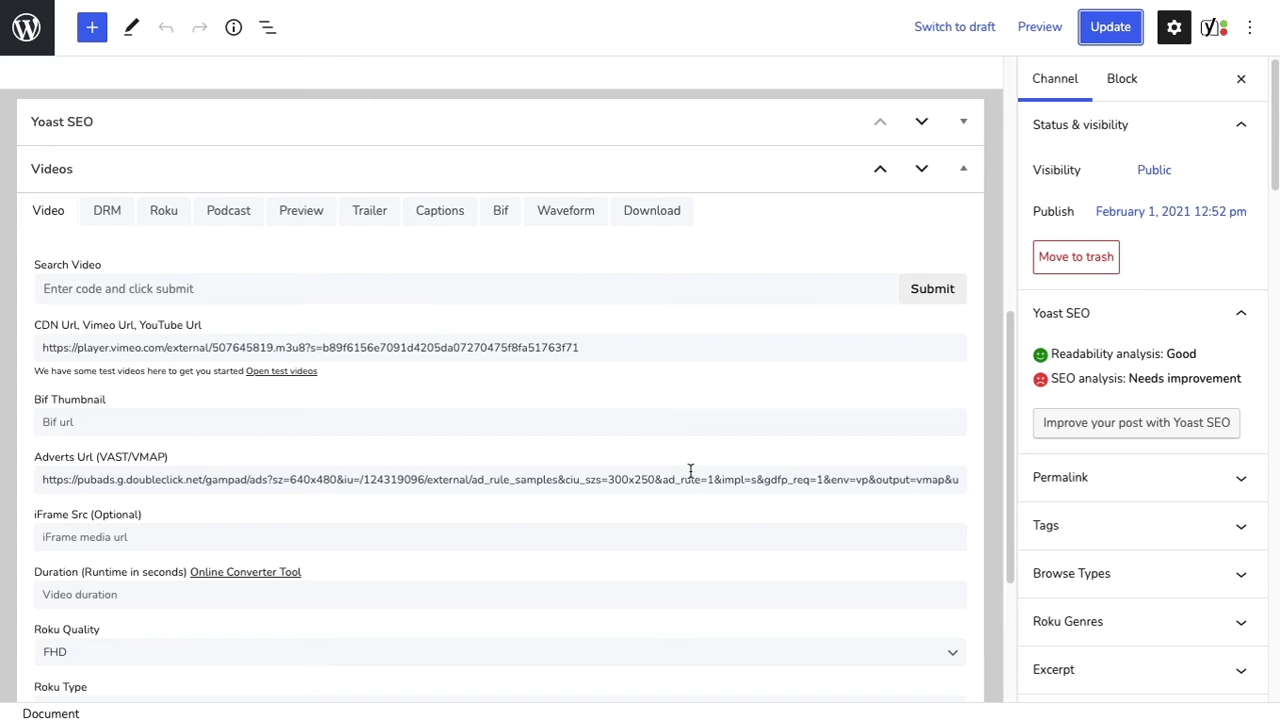 Switch to draft
Preview
Update
Yoast SEO
Videos
Video
DRM
Roku
Podcast
Preview
Trailer
Captions
Bif
Waveform
Download
Search Video
Enter code and click submit
Submit
CDN Url, Vimeo Url, YouTube Url
https://player.vimeo.com/external/507645819.m3u8?s=b89f6156e7091d4205da07270475f8fa51763f71
We have some test videos here to get you started Open test videos
Bif Thumbnail
Bif url
Adverts Url (VAST/VMAP)
https://pubads.g.doubleclick.net/gampad/ads?sz=640x480&iu=/124319096/external/ad_rule_samples&ciu_szs=300x250&ad_rule=1&impl=s&gdfp_req=1&env=vp&output=vmap&u
iFrame Src (Optional)
iFrame media url
Duration (Runtime in seconds) Online Converter Tool
Video duration
Roku Quality
FHD
Roku Type
Document
Channel
Block
Status & visibility
Visibility
Public
Publish
February 1, 2021 12:52 pm
Move to trash
Yoast SEO
Readability analysis: Good
SEO analysis: Needs improvement
Improve your post with Yoast SEO
Permalink
Tags
Browse Types
Roku Genres
Excerpt